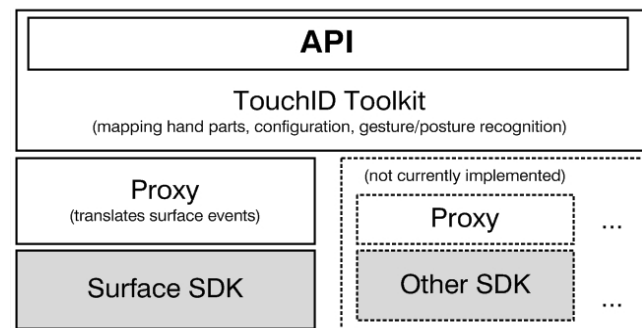 API
TouchID Toolkit
(mapping hand parts, configuration, gesture/posture recognition)
Proxy
(translates surface events)
Surface SDK
(not currently implemented)
Proxy
...
Other SDK
...